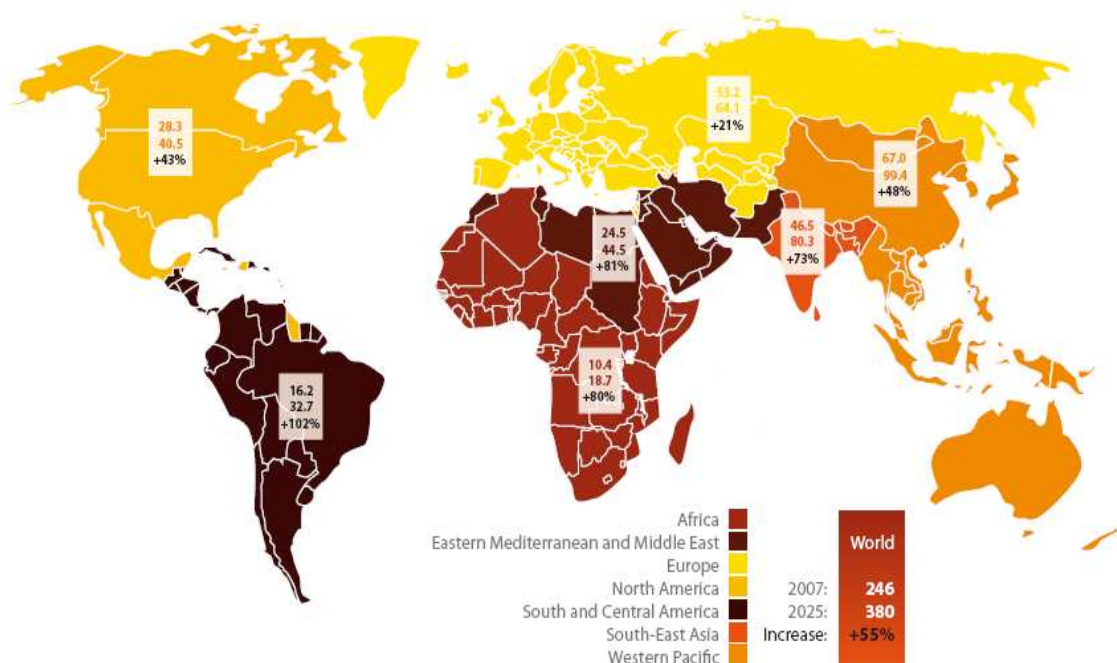 53.2
64.1
+21%
28.3
40.5
+43%
67.0
99.4
+48%
46.5
80.3
+73%
24.5
44.5
+81%
10.4
18.7
+80%
16.2
32.7
+102%
Africa
Eastern Mediterranean and Middle East
World
Europe
North America 2007: 246
South and Central America 2025: 380
South-East Asia Increase: +55%
Western Pacific